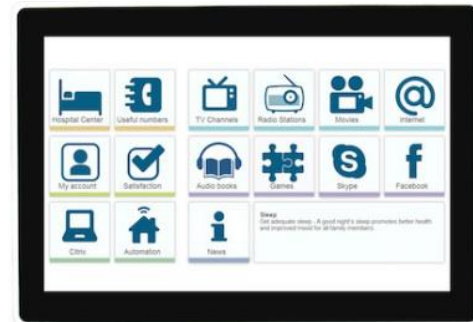 Hospital Center
Useful numbers
TV Channels
Radio Stations
Movies
Internet
My account
Satisfaction
Audio books
Games
Skype
Facebook
Citrix
Automation
News
Sleep
Get adequate sleep - A good night's sleep promotes better health
and improved mood for all family members.